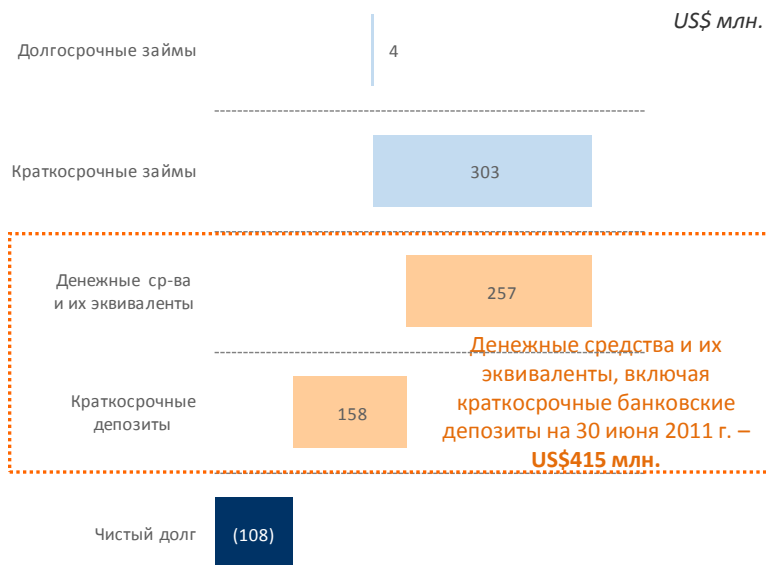 US$ млн.
Долгосрочные займы
4
Краткосрочные займы
303
Денежные ср-ва
и их эквиваленты
257
Денежные средства и их
эквиваленты, включая
краткосрочные банковские
депозиты на 30 июня 2011 г. –
US$415 млн.
Краткосрочные
депозиты
158
Чистый долг
(108)